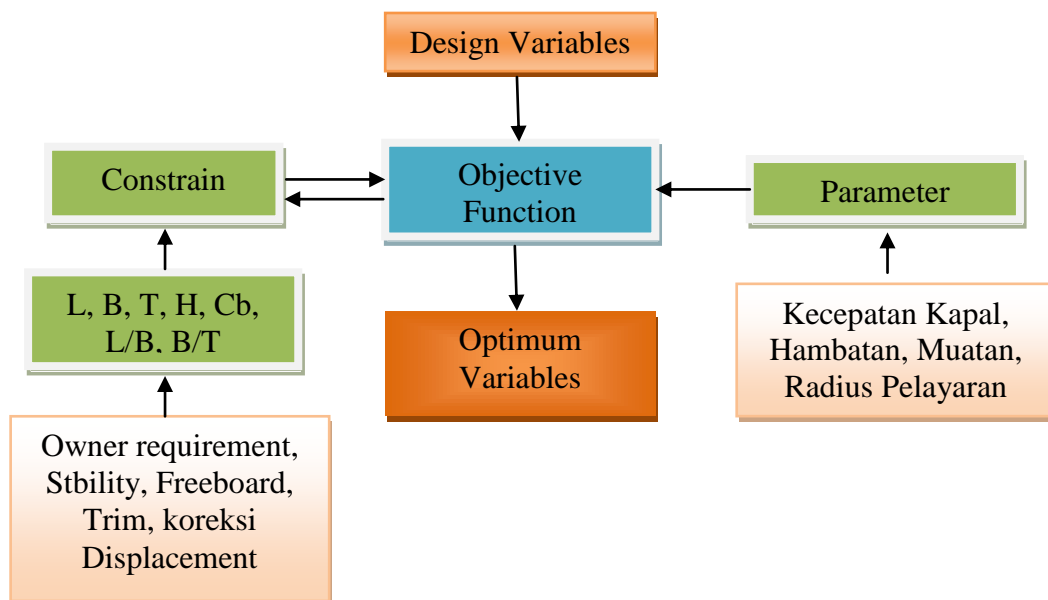 Design Variables
Constrain
Objective
Function
Parameter
L, B, T, H, Cb,
L/B, B/T
Optimum
Variables
Kecepatan Kapal,
Hambatan, Muatan,
Radius Pelayaran
Owner requirement,
Stbility, Freeboard,
Trim, koreksi
Displacement